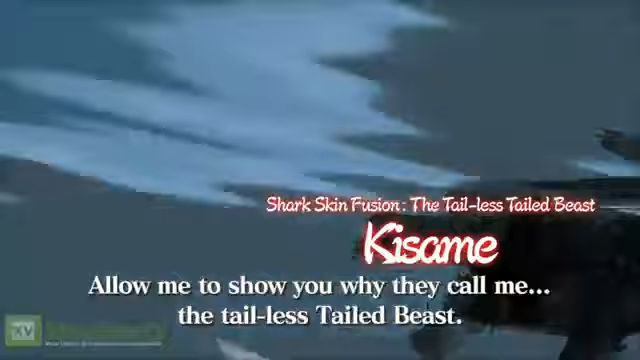 Shark Skin Fusion: The Tail-less Tailed Beast
Kisame
Allow me to show you why they call me...
the tail-less Tailed Beast.
XV